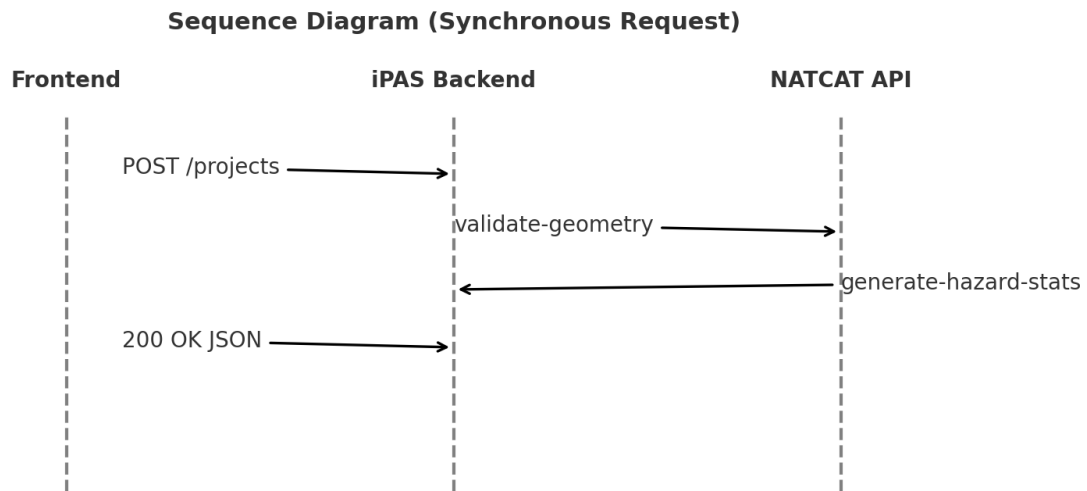 Sequence Diagram (Synchronous Request)
Frontend
iPAS Backend
NATCAT API
POST /projects
validate-geometry
generate-hazard-stats
200 OK JSON